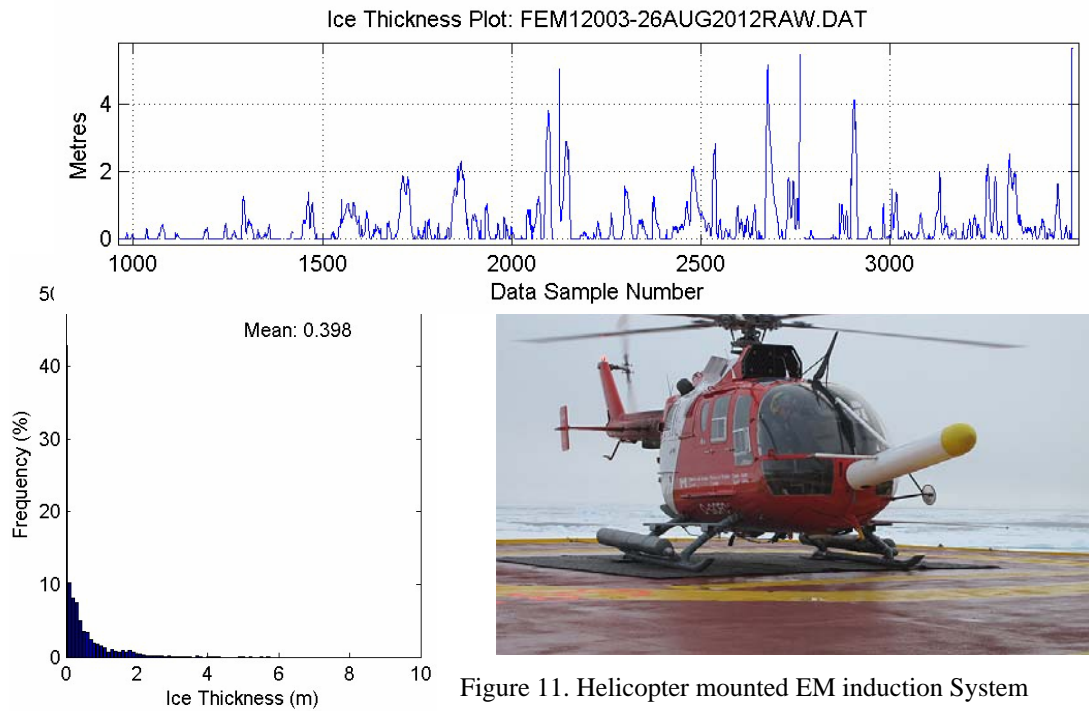 Ice Thickness Plot: FEM12003-26AUG2012RAW.DAT
4
2
0
Metres
1000 1500 2000 2500 3000
Data Sample Number
Mean: 0.398
40
30
20
10
0
Frequency (%)
0 2 4 6 8 10
Ice Thickness (m)
Figure 11. Helicopter mounted EM induction System